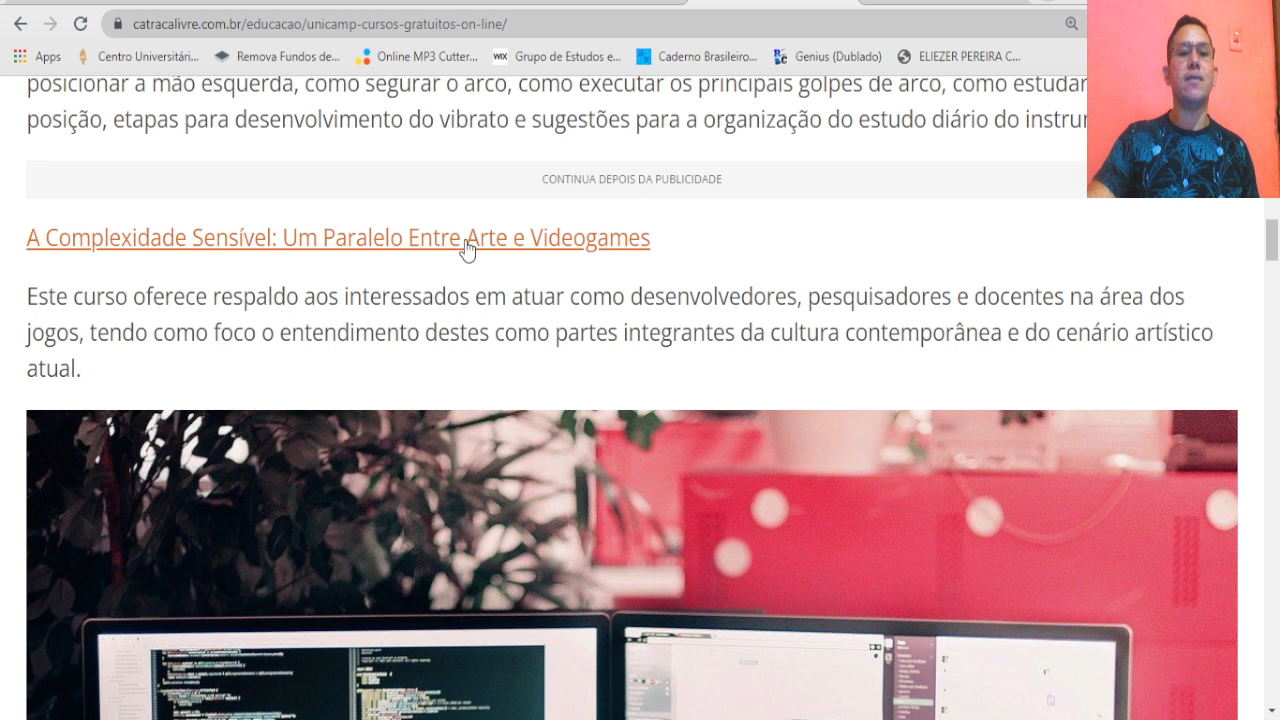 catracalivre.com.br/educacao/unicamp-cursos-gratuitos-on-line/
Apps Centro Universitári... Remova Fundos de... Online MP3 Cutter... WIX Grupo de Estudos e... Caderno Brasileiro... Genius (Dublado) ELIEZER PEREIRA C...
posicionar a mão esquerda, como segurar o arco, como executar os principais golpes de arco, como estudar
posição, etapas para desenvolvimento do vibrato e sugestões para a organização do estudo diário do instru
CONTINUA DEPOIS DA PUBLICIDADE
A Complexidade Sensível: Um Paralelo Entre Arte e Videogames
Este curso oferece respaldo aos interessados em atuar como desenvolvedores, pesquisadores e docentes na área dos
jogos, tendo como foco o entendimento destes como partes integrantes da cultura contemporânea e do cenário artístico
atual.